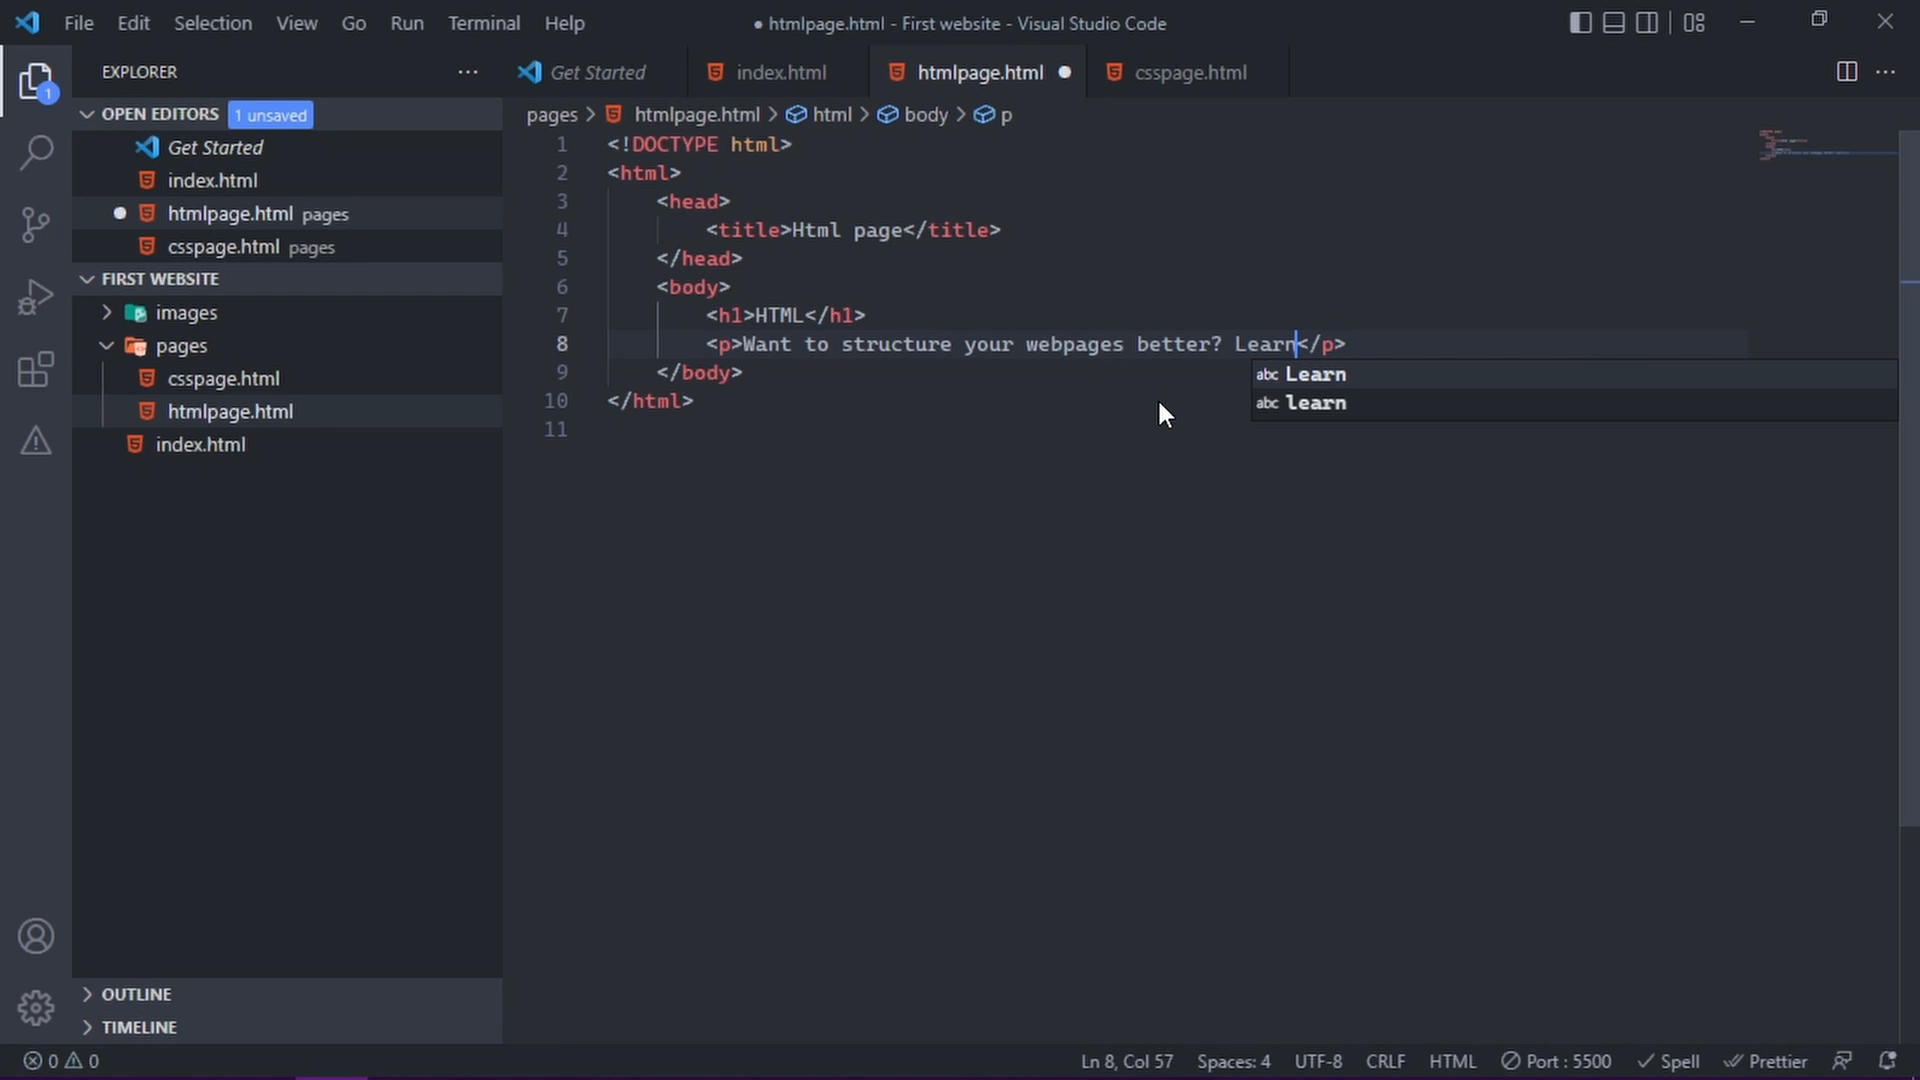 File Edit Selection View Go Run Terminal Help ● htmlpage.html - First website - Visual Studio Code
EXPLORER ··· Get Started index.html htmlpage.html ● csspage.html ···
1
OPEN EDITORS 1 unsaved
pages > htmlpage.html > html > body > p
Get Started
index.html
● htmlpage.html pages
csspage.html pages
FIRST WEBSITE
images
pages
csspage.html
htmlpage.html
index.html
1 <!DOCTYPE html>
2 <html>
3     <head>
4         <title>Html page</title>
5     </head>
6     <body>
7         <h1>HTML</h1>
8         <p>Want to structure your webpages better? Learn</p>
9     </body>
10 </html>
11
abc Learn
abc learn
OUTLINE
TIMELINE
0 0 Ln 8, Col 57 Spaces: 4 UTF-8 CRLF HTML Port : 5500 Spell Prettier